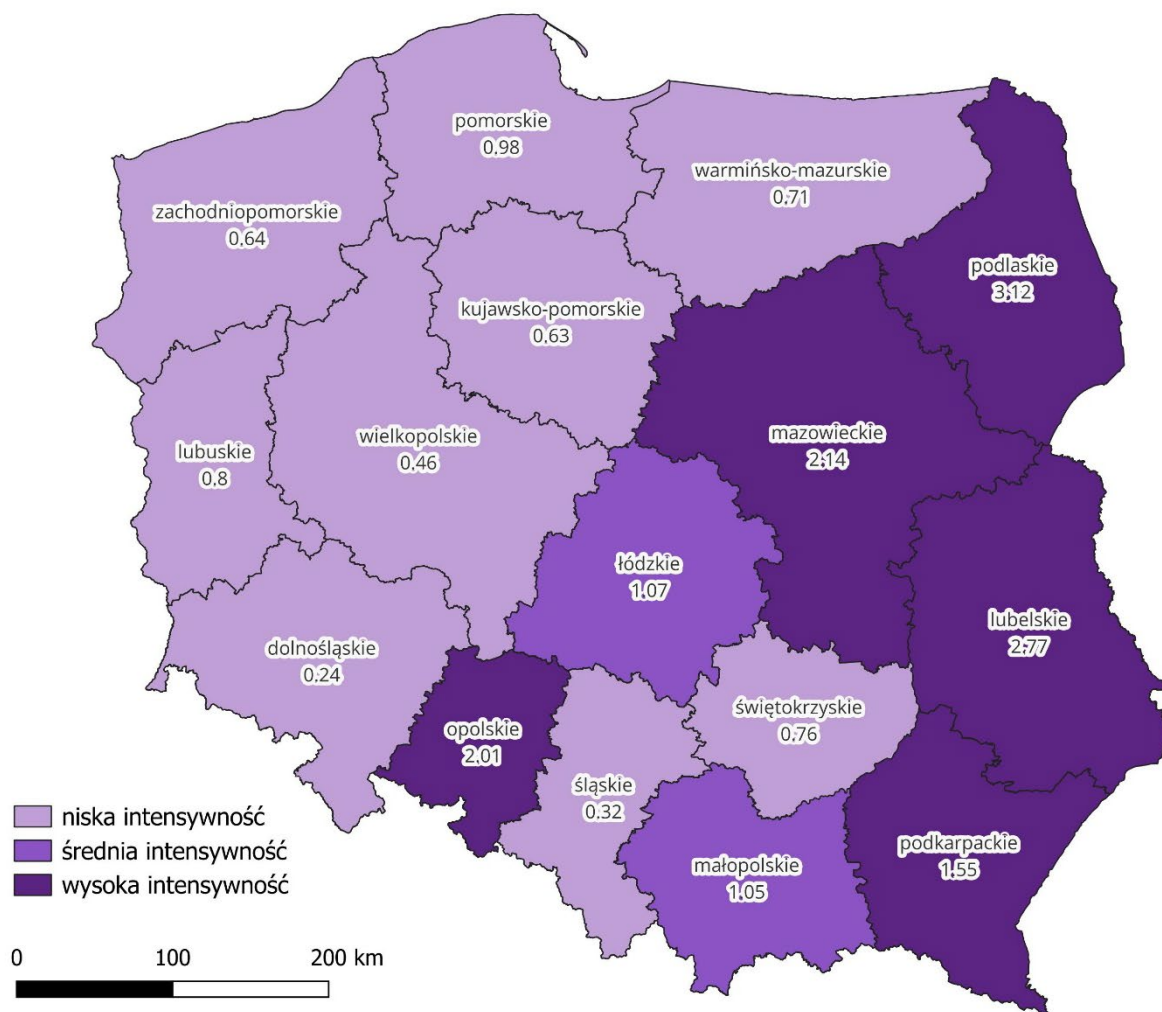 pomorskie
0.98
warmińsko-mazurskie
0.71
zachodniopomorskie
0.64
podlaskie
3.12
kujawsko-pomorskie
0.63
mazowieckie
2.14
wielkopolskie
0.46
lubuskie
0.8
łódzkie
1.07
lubelskie
2.77
dolnośląskie
0.24
świętokrzyskie
0.76
opolskie
2.01
śląskie
0.32
podkarpackie
1.55
małopolskie
1.05
niska intensywność
średnia intensywność
wysoka intensywność
0 100 200 km